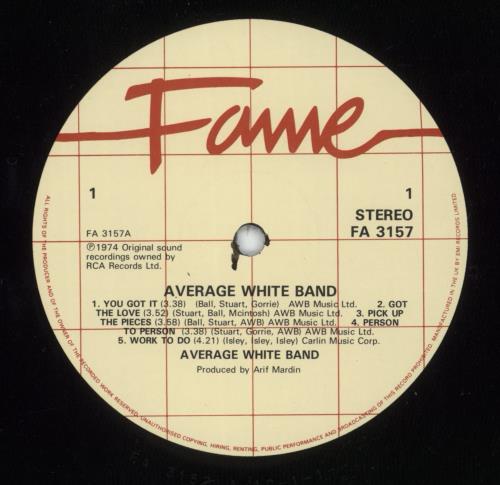 Fame
1
1
STEREO
FA 3157A
FA 3157
℗1974 Original sound
recordings owned by
RCA Records Ltd.
AVERAGE WHITE BAND
1. YOU GOT IT (3.38) (Ball, Stuart, Gorrie) AWB Music Ltd. 2. GOT
THE LOVE (3.52) (Stuart, Ball, Mcintosh) AWB Music Ltd. 3. PICK UP
THE PIECES (3.58) (Ball, Stuart, AWB) AWB Music Ltd. 4. PERSON
TO PERSON (3.38) (Stuart, Gorrie, AWB) AWB Music Ltd.
5. WORK TO DO (4.21) (Isley, Isley, Isley) Carlin Music Corp.
AVERAGE WHITE BAND
Produced by Arif Mardin
ALL RIGHTS OF THE PRODUCER AND OF THE OWNER OF THE RECORDED WORK RESERVED. UNAUTHORISED COPYING, HIRING, RENTING, PUBLIC PERFORMANCE AND BROADCASTING OF THIS RECORD PROHIBITED. MANUFACTURED IN THE UK BY EMI RECORDS LIMITED